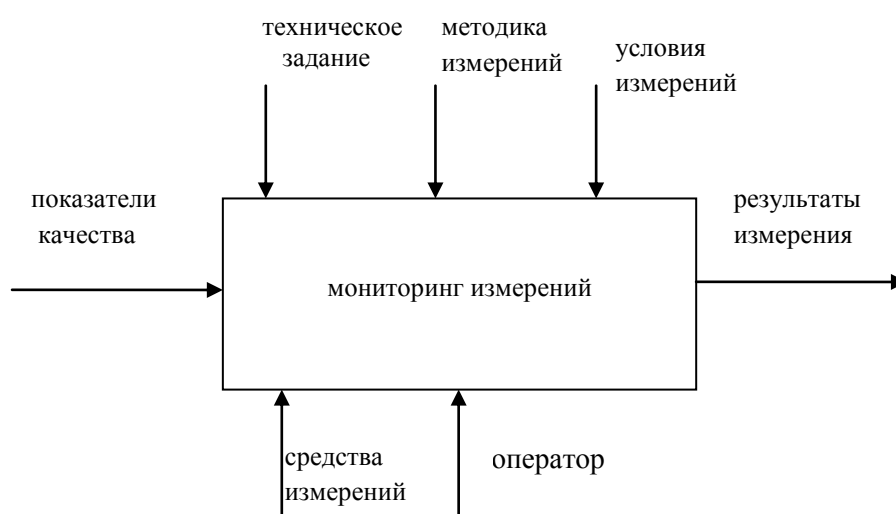 техническое
задание
методика
измерений
условия
измерений
показатели
качества
результаты
измерения
мониторинг измерений
средства
измерений
оператор